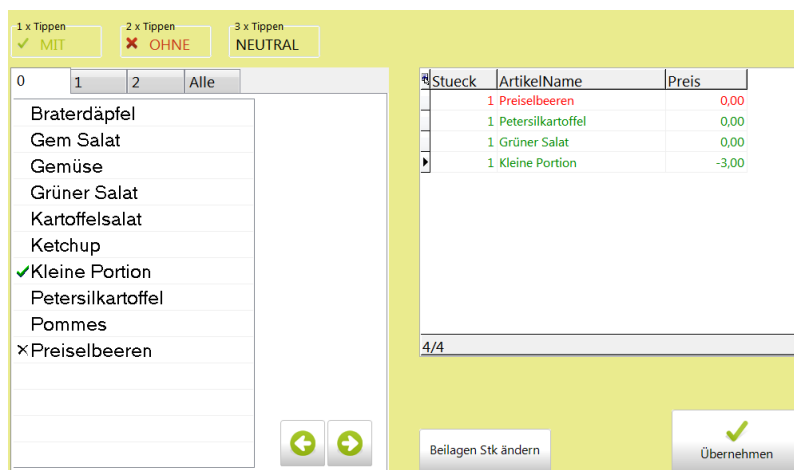 1 x Tippen 2 x Tippen 3 x Tippen
MIT OHNE NEUTRAL
0 1 2 Alle
Braterdäpfel
Gem Salat
Gemüse
Grüner Salat
Kartoffelsalat
Ketchup
Kleine Portion
Petersilkartoffel
Pommes
Preiselbeeren
Stueck ArtikelName Preis
1 Preiselbeeren 0,00
1 Petersilkartoffel 0,00
1 Grüner Salat 0,00
1 Kleine Portion -3,00
4/4
Beilagen Stk ändern
Übernehmen